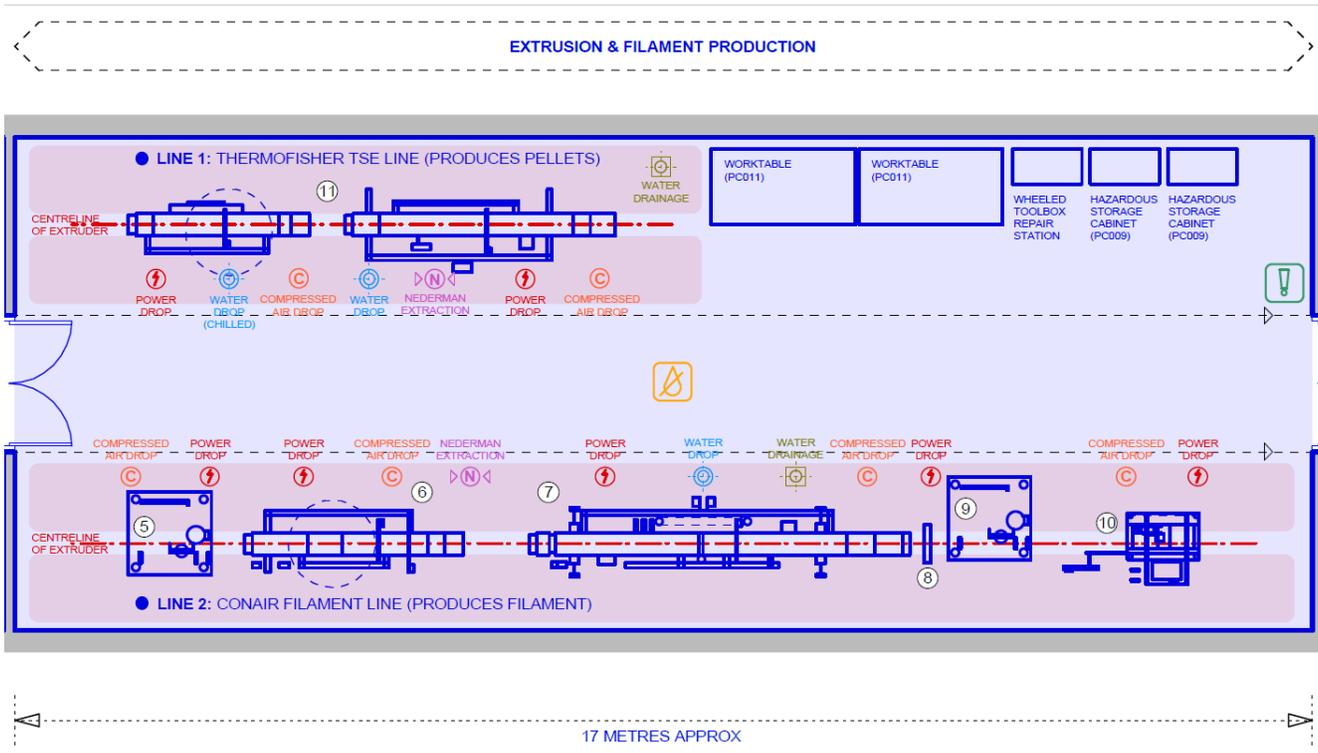 EXTRUSION & FILAMENT PRODUCTION
LINE 1: THERMOFISHER TSE LINE (PRODUCES PELLETS)
11
WATER
DRAINAGE
WORKTABLE
(PC011)
WORKTABLE
(PC011)
WHEELED
TOOLBOX
REPAIR
STATION
HAZARDOUS
STORAGE
CABINET
(PC009)
HAZARDOUS
STORAGE
CABINET
(PC009)
CENTRELINE
OF EXTRUDER
POWER
DROP
WATER
DROP
(CHILLED)
C
COMPRESSED
AIR DROP
WATER
DROP
N
NEDERMAN
EXTRACTION
POWER
DROP
C
COMPRESSED
AIR DROP
!
COMPRESSED
AIR DROP
C
POWER
DROP
POWER
DROP
COMPRESSED
AIR DROP
C
NEDERMAN
EXTRACTION
N
POWER
DROP
WATER
DROP
WATER
DRAINAGE
COMPRESSED
AIR DROP
C
POWER
DROP
COMPRESSED
AIR DROP
C
POWER
DROP
5
6
7
8
9
10
CENTRELINE
OF EXTRUDER
LINE 2: CONAIR FILAMENT LINE (PRODUCES FILAMENT)
17 METRES APPROX